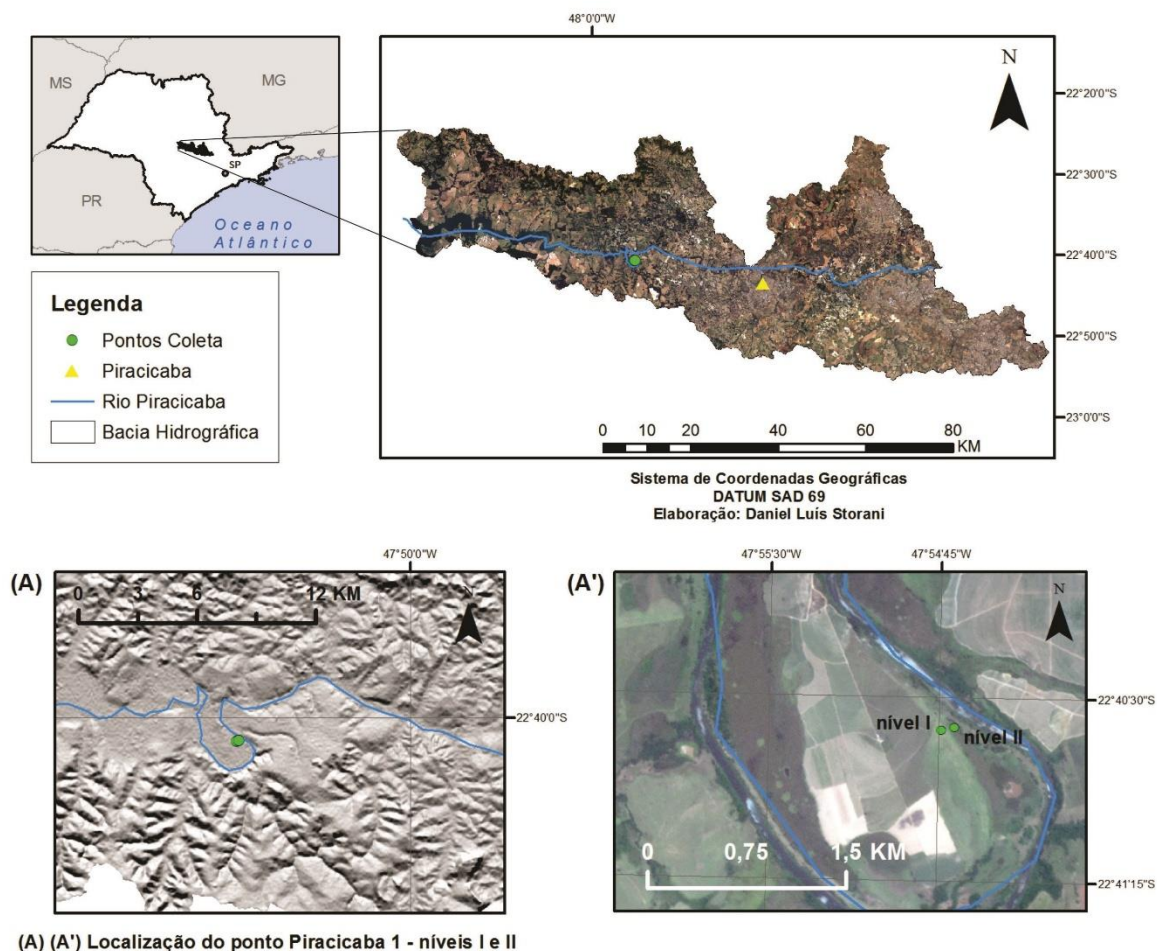 48°0'0"W
MS
MG
SP
PR
Oceano
Atlântico
N
22°20'0"S
22°30'0"S
22°40'0"S
22°50'0"S
23°0'0"S
0 10 20 40 60 80
KM
Legenda
Pontos Coleta
Piracicaba
Rio Piracicaba
Bacia Hidrográfica
Sistema de Coordenadas Geográficas
DATUM SAD 69
Elaboração: Daniel Luís Storani
(A)
47°50'0"W
0 3 6 12 KM
N
22°40'0"S
(A')
47°55'30"W
47°54'45"W
N
22°40'30"S
nível I
nível II
0 0,75 1,5 KM
22°41'15"S
(A) (A') Localização do ponto Piracicaba 1 - níveis I e II